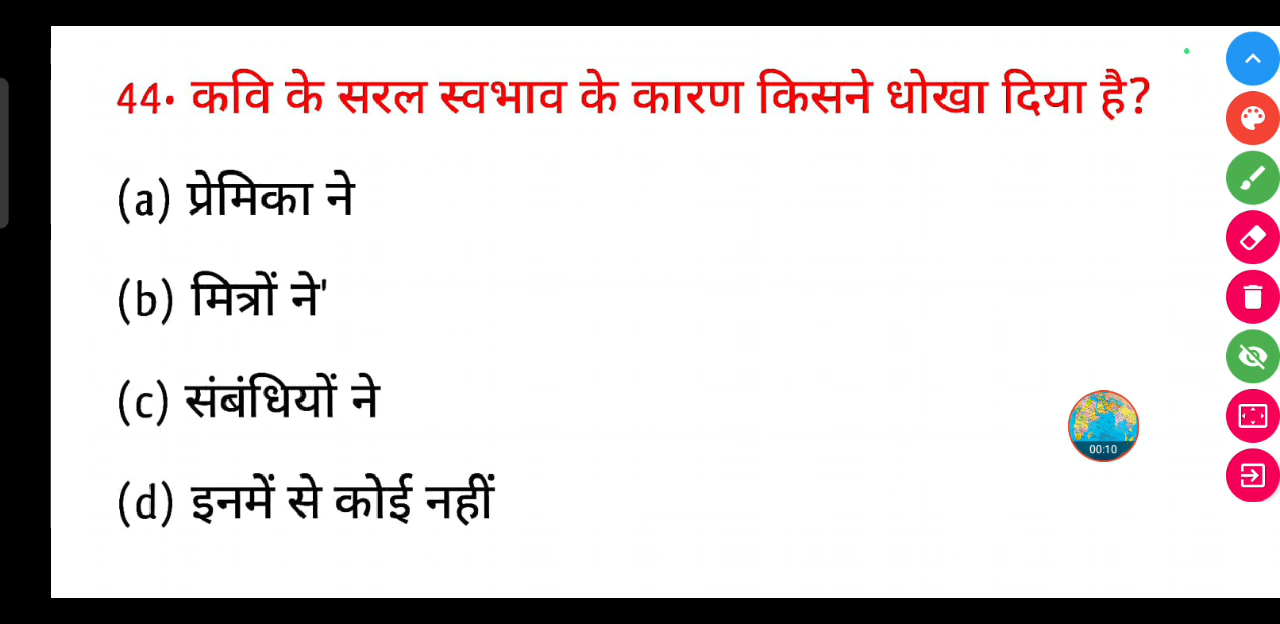 44· कवि के सरल स्वभाव के कारण किसने धोखा दिया है?
(a) प्रेमिका ने
(b) मित्रों ने'
(c) संबंधियों ने
(d) इनमें से कोई नहीं
00:10